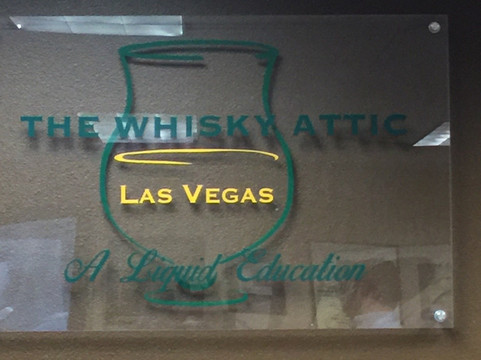 THE WHISKY ATTIC
LAS VEGAS
A Liquid Education